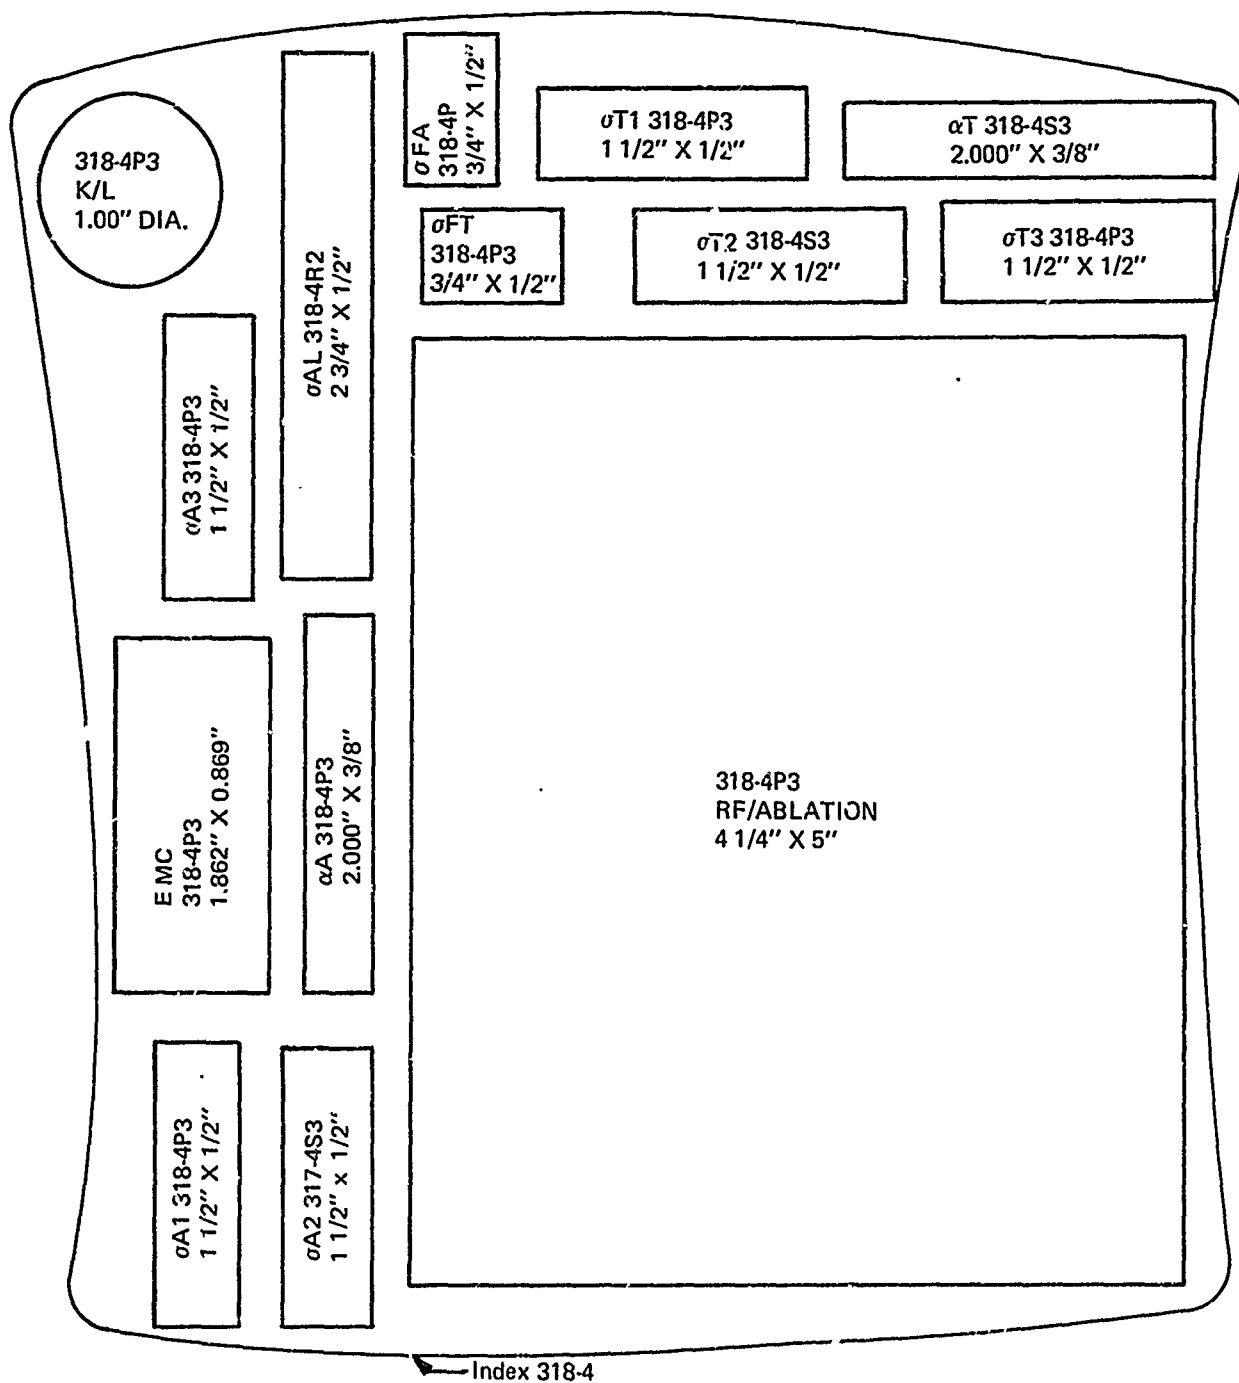 318-4P3
K/L
1.00" DIA.
σAL 318-4R2
2 3/4" X 1/2"
σFA
318-4P
3/4" X 1/2"
σT1 318-4P3
1 1/2" X 1/2"
αT 318-4S3
2.000" X 3/8"
σFT
318-4P3
3/4" X 1/2"
σT2 318-4S3
1 1/2" X 1/2"
σT3 318-4P3
1 1/2" X 1/2"
σA3 318-4P3
1 1/2" X 1/2"
E MC
318-4P3
1.862" X 0.869"
αA 318-4P3
2.000" X 3/8"
318-4P3
RF/ABLATION
4 1/4" X 5"
σA1 318-4P3
1 1/2" X 1/2"
σA2 317-4S3
1 1/2" x 1/2"
Index 318-4